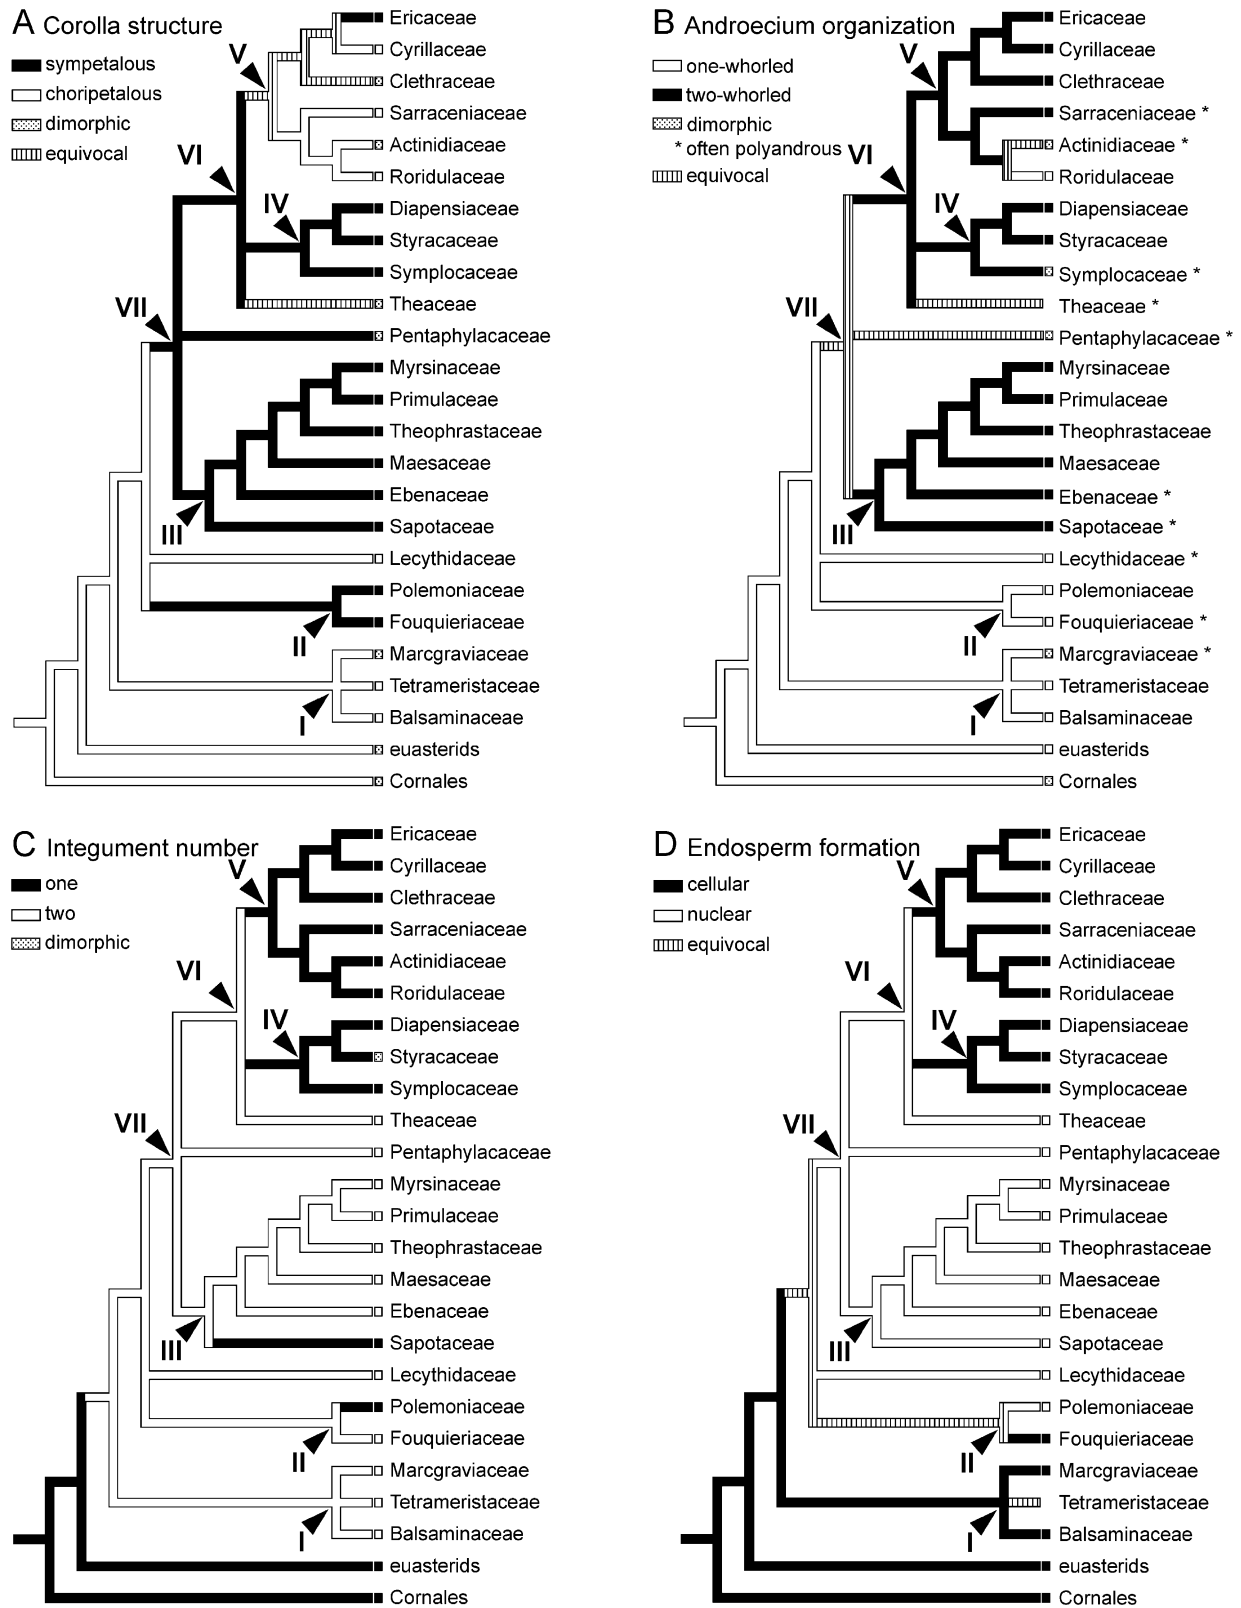 A Corolla structure
sympetalous
choripetalous
dimorphic
equivocal
V
VI
IV
VII
III
II
I
Ericaceae
Cyrillaceae
Clethraceae
Sarraceniaceae
Actinidiaceae
Roridulaceae
Diapensiaceae
Styracaceae
Symplocaceae
Theaceae
Pentaphylacaceae
Myrsinaceae
Primulaceae
Theophrastaceae
Maesaceae
Ebenaceae
Sapotaceae
Lecythidaceae
Polemoniaceae
Fouquieriaceae
Marcgraviaceae
Tetrameristaceae
Balsaminaceae
euasterids
Cornales
B Androecium organization
one-whorled
two-whorled
dimorphic
* often polyandrous
equivocal
V
VI
IV
VII
III
II
I
Ericaceae
Cyrillaceae
Clethraceae
Sarraceniaceae *
Actinidiaceae *
Roridulaceae
Diapensiaceae
Styracaceae
Symplocaceae *
Theaceae *
Pentaphylacaceae *
Myrsinaceae
Primulaceae
Theophrastaceae
Maesaceae
Ebenaceae *
Sapotaceae *
Lecythidaceae *
Polemoniaceae
Fouquieriaceae *
Marcgraviaceae *
Tetrameristaceae
Balsaminaceae
euasterids
Cornales
C Integument number
one
two
dimorphic
V
VI
IV
VII
III
II
I
Ericaceae
Cyrillaceae
Clethraceae
Sarraceniaceae
Actinidiaceae
Roridulaceae
Diapensiaceae
Styracaceae
Symplocaceae
Theaceae
Pentaphylacaceae
Myrsinaceae
Primulaceae
Theophrastaceae
Maesaceae
Ebenaceae
Sapotaceae
Lecythidaceae
Polemoniaceae
Fouquieriaceae
Marcgraviaceae
Tetrameristaceae
Balsaminaceae
euasterids
Cornales
D Endosperm formation
cellular
nuclear
equivocal
V
VI
IV
VII
III
II
I
Ericaceae
Cyrillaceae
Clethraceae
Sarraceniaceae
Actinidiaceae
Roridulaceae
Diapensiaceae
Styracaceae
Symplocaceae
Theaceae
Pentaphylacaceae
Myrsinaceae
Primulaceae
Theophrastaceae
Maesaceae
Ebenaceae
Sapotaceae
Lecythidaceae
Polemoniaceae
Fouquieriaceae
Marcgraviaceae
Tetrameristaceae
Balsaminaceae
euasterids
Cornales